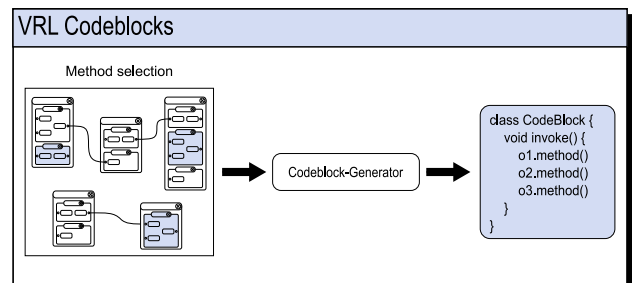 VRL Codeblocks
Method selection
Codeblock-Generator
class CodeBlock {
void invoke() {
o1.method()
o2.method()
o3.method()
}
}